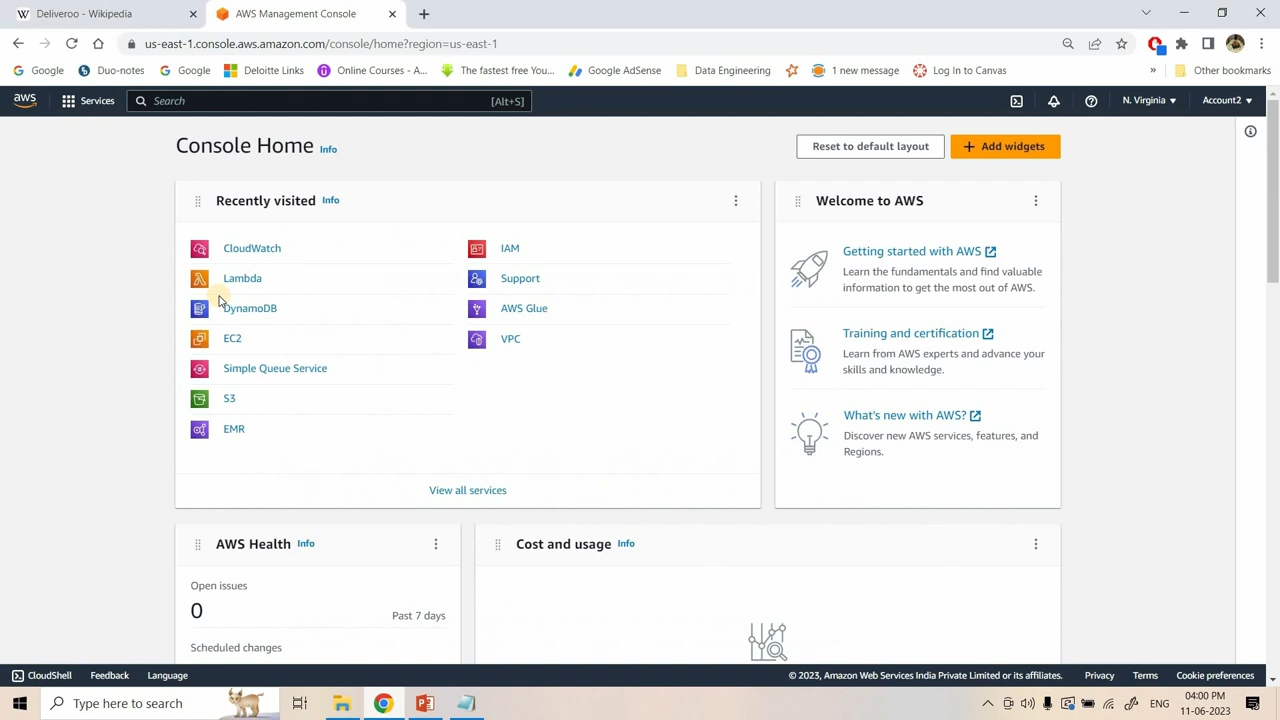 Deliveroo - Wikipedia
AWS Management Console
us-east-1.console.aws.amazon.com/console/home?region=us-east-1
Google
Duo-notes
Google
Deloitte Links
Online Courses - A...
The fastest free You...
Google AdSense
Data Engineering
1 new message
Log In to Canvas
»
Other bookmarks
aws
Services
Search
[Alt+S]
N. Virginia
Account2
Console Home Info
Reset to default layout
+ Add widgets
Recently visited Info
CloudWatch
Lambda
DynamoDB
EC2
Simple Queue Service
S3
EMR
IAM
Support
AWS Glue
VPC
View all services
Welcome to AWS
Getting started with AWS
Learn the fundamentals and find valuable
information to get the most out of AWS.
Training and certification
Learn from AWS experts and advance your
skills and knowledge.
What's new with AWS?
Discover new AWS services, features, and
Regions.
AWS Health Info
Open issues
0
Past 7 days
Scheduled changes
Cost and usage Info
CloudShell
Feedback
Language
© 2023, Amazon Web Services India Private Limited or its affiliates.
Privacy
Terms
Cookie preferences
Type here to search
ENG
04:00 PM
11-06-2023